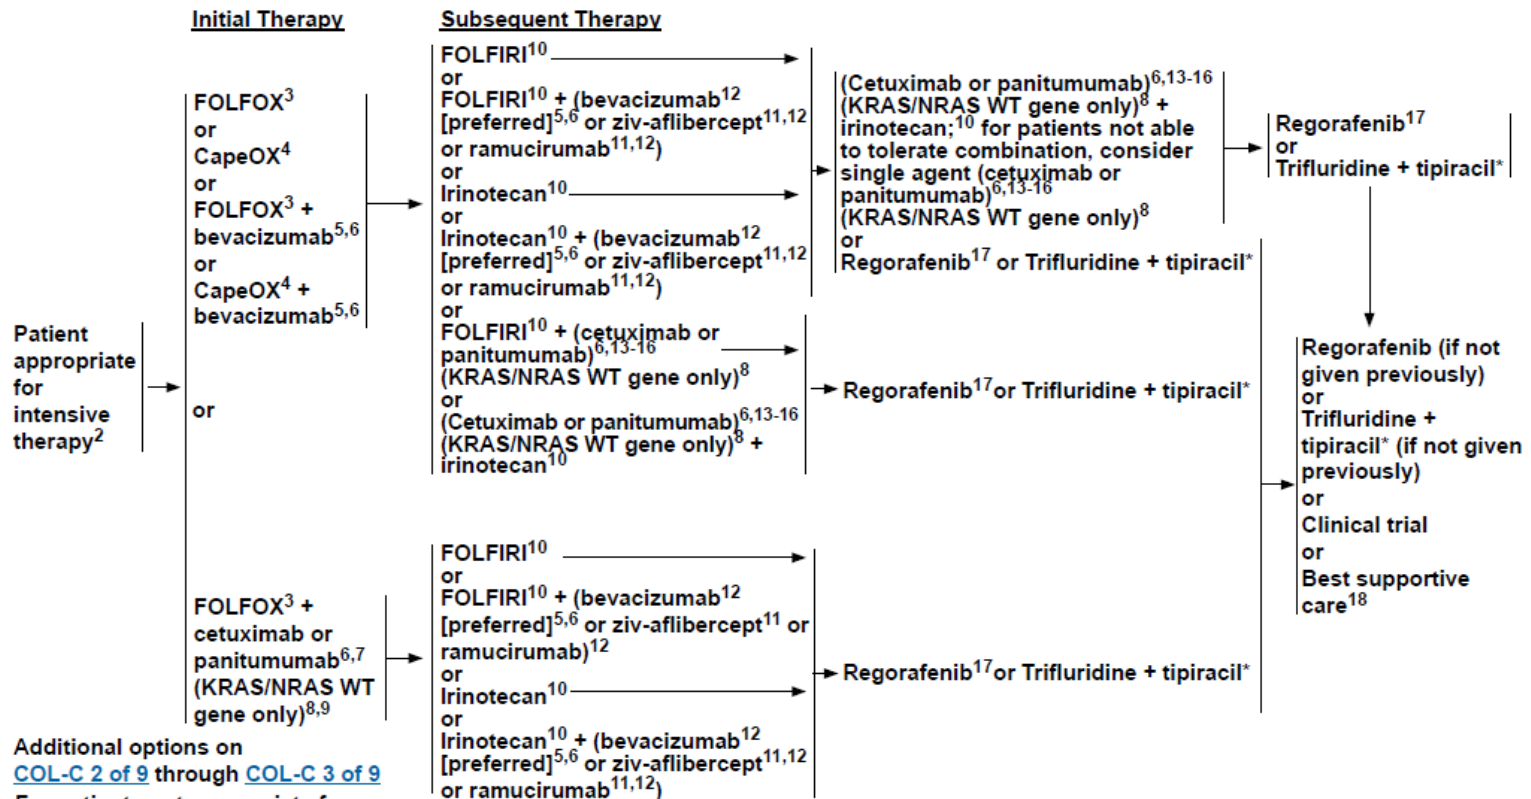 Initial Therapy
Subsequent Therapy
Patient
appropriate
for
intensive
therapy2
FOLFOX3
or
CapeOX4
or
FOLFOX3 +
bevacizumab5,6
or
CapeOX4 +
bevacizumab5,6
or
FOLFOX3 +
cetuximab or
panitumumab6,7
(KRAS/NRAS WT
gene only)8,9
FOLFIRI10
or
FOLFIRI10 + (bevacizumab12
[preferred]5,6 or ziv-aflibercept11,12
or ramucirumab11,12)
or
Irinotecan10
or
Irinotecan10 + (bevacizumab12
[preferred]5,6 or ziv-aflibercept11,12
or ramucirumab11,12)
or
FOLFIRI10 + (cetuximab or
panitumumab)6,13-16
(KRAS/NRAS WT gene only)8
or
(Cetuximab or panitumumab)6,13-16
(KRAS/NRAS WT gene only)8 +
irinotecan10
FOLFIRI10
or
FOLFIRI10 + (bevacizumab12
[preferred]5,6 or ziv-aflibercept11 or
ramucirumab)12
or
Irinotecan10
or
Irinotecan10 + (bevacizumab12
[preferred]5,6 or ziv-aflibercept11,12
or ramucirumab11,12)
(Cetuximab or panitumumab)6,13-16
(KRAS/NRAS WT gene only)8 +
irinotecan;10 for patients not able
to tolerate combination, consider
single agent (cetuximab or
panitumumab)6,13-16
(KRAS/NRAS WT gene only)8
or
Regorafenib17 or Trifluridine + tipiracil*
Regorafenib17or Trifluridine + tipiracil*
Regorafenib17or Trifluridine + tipiracil*
Regorafenib17
or
Trifluridine + tipiracil*
Regorafenib (if not
given previously)
or
Trifluridine +
tipiracil* (if not given
previously)
or
Clinical trial
or
Best supportive
care18
Additional options on
COL-C 2 of 9 through COL-C 3 of 9